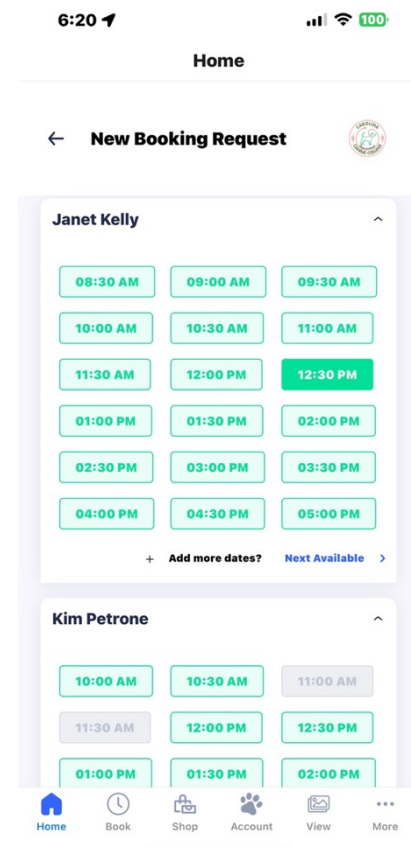 6:20
100
Home
New Booking Request
Janet Kelly
08:30 AM 09:00 AM 09:30 AM
10:00 AM 10:30 AM 11:00 AM
11:30 AM 12:00 PM 12:30 PM
01:00 PM 01:30 PM 02:00 PM
02:30 PM 03:00 PM 03:30 PM
04:00 PM 04:30 PM 05:00 PM
+ Add more dates? Next Available >
Kim Petrone
10:00 AM 10:30 AM 11:00 AM
11:30 AM 12:00 PM 12:30 PM
01:00 PM 01:30 PM 02:00 PM
Home Book Shop Account View More